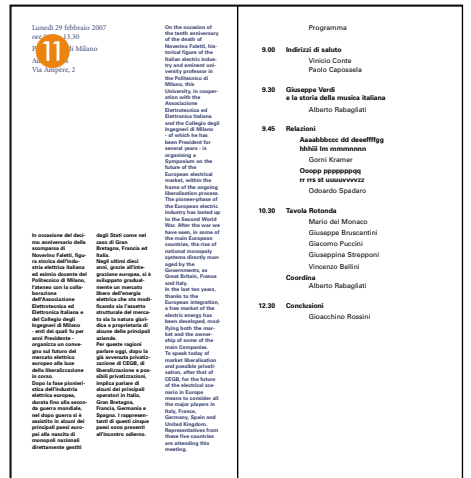 Lunedì 29 febbraio 2007
ore 13.30
di Milano
Via Ampère, 2
11
In occasione del deci-
mo anniversario della
scomparsa di
Noverino Faletti, figu-
ra storica dell'indu-
stria elettrica italiana
ed esimio docente del
Politecnico di Milano,
l'ateneo con la colla-
borazione
dell'Associazione
Elettrotecnica ed
Elettronica Italiana e
del Collegio degli
Ingegneri di Milano
- enti dei quali fu per
anni Presidente -
organizza un conve-
gno sul futuro del
mercato elettrico
europeo alla luce
della liberalizzazione
in corso.
Dopo la fase pionieri-
stica dell'industria
elettrica europea,
durata fino alla secon-
da guerra mondiale,
nel dopo guerra si è
assistito in alcuni dei
principali paesi euro-
pei alla nascita di
monopoli nazionali
direttamente gestiti
dagli Stati come nel
caso di Gran
Bretagna, Francia ed
Italia.
Negli ultimi dieci
anni, grazie all'inte-
grazione europea, si è
sviluppato gradual-
mente un mercato
libero dell'energia
elettrica che sta modi-
ficando sia l'assetto
strutturale del merca-
to sia la natura giuri-
dica e proprietaria di
alcune delle principali
aziende.
Per queste ragioni
parlare oggi, dopo la
già avvenuta privatiz-
zazione di CEGB, di
liberalizzazione e pos-
sibili privatizzazioni,
implica parlare di
alcuni dei principali
operatori in Italia,
Gran Bretagna,
Francia, Germania e
Spagna. I rappresen-
tanti di questi cinque
paesi sono presenti
all'incontro odierno.
On the occasion of
the tenth anniversary
of the death of
Noverino Faletti, his-
torical figure of the
Italian electric indus-
try and eminent uni-
versity professor in
the Politecnico di
Milano, this
University, in cooper-
ation with the
Associazione
Elettrotecnica ed
Elettronica Italiana
and the Collegio degli
Ingegneri di Milano
- of which he has
been President for
several years - is
organising a
Symposium on the
future of the
European electrical
market, within the
frame of the ongoing
liberalisation process.
The pioneer-phase of
the European electric
industry has lasted up
to the Second World
War. After the war we
have seen, in some of
the main European
countries, the rise of
national monopoly
systems directly man-
aged by the
Governments, as
Great Britain, France
and Italy.
In the last ten years,
thanks to the
European integration,
a free market of the
electric energy has
been developed, mod-
ifying both the mar-
ket and the owner-
ship of some of the
main Companies.
To speak today of
market liberalisation
and possible privati-
sation, after that of
CEGB, for the future
of the electrical sce-
nario in Europe
means to consider all
the major players in
Italy, France,
Germany, Spain and
United Kingdom.
Representatives from
these five countries
are attending this
meeting.
Programma
9.00 Indirizzi di saluto
Vinicio Conte
Paolo Capossela
9.30 Giuseppe Verdi
e la storia della musica italiana
Alberto Rabagliati
9.45 Relazioni
Aaaabbbccc dd deeeffffgg
hhhiii lm mmmnnnn
Gorni Kramer
Ooopp pppppppqq
rr rrs st uuuuvvvvzz
Odoardo Spadaro
10.30 Tavola Rotonda
Mario del Monaco
Giuseppe Bruscantini
Giacomo Puccini
Giuseppina Strepponi
Vincenzo Bellini
Coordina
Alberto Rabagliati
12.30 Conclusioni
Gioacchino Rossini